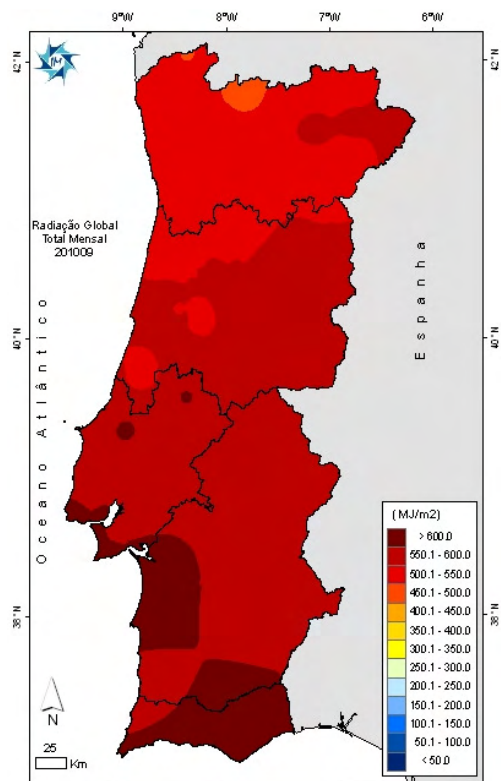 9°W
8°W
7°W
6°W
42°N
42°N
IM
Radiação Global
Total Mensal
201009
Espanha
Oceano Atlântico
40°N
40°N
38°N
38°N
(MJ/m2)
> 600.0
550.1 - 600.0
500.1 - 550.0
450.1 - 500.0
400.1 - 450.0
350.1 - 400.0
300.1 - 350.0
250.1 - 300.0
200.1 - 250.0
150.1 - 200.0
100.1 - 150.0
50.1 - 100.0
< 50.0
N
25
Km